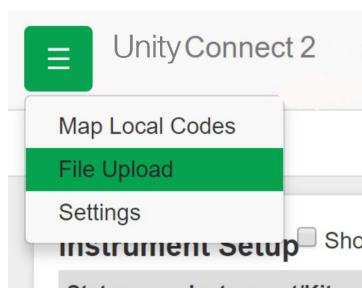 UnityConnect 2
Map Local Codes
File Upload
Settings
Instrument Setup
Sho